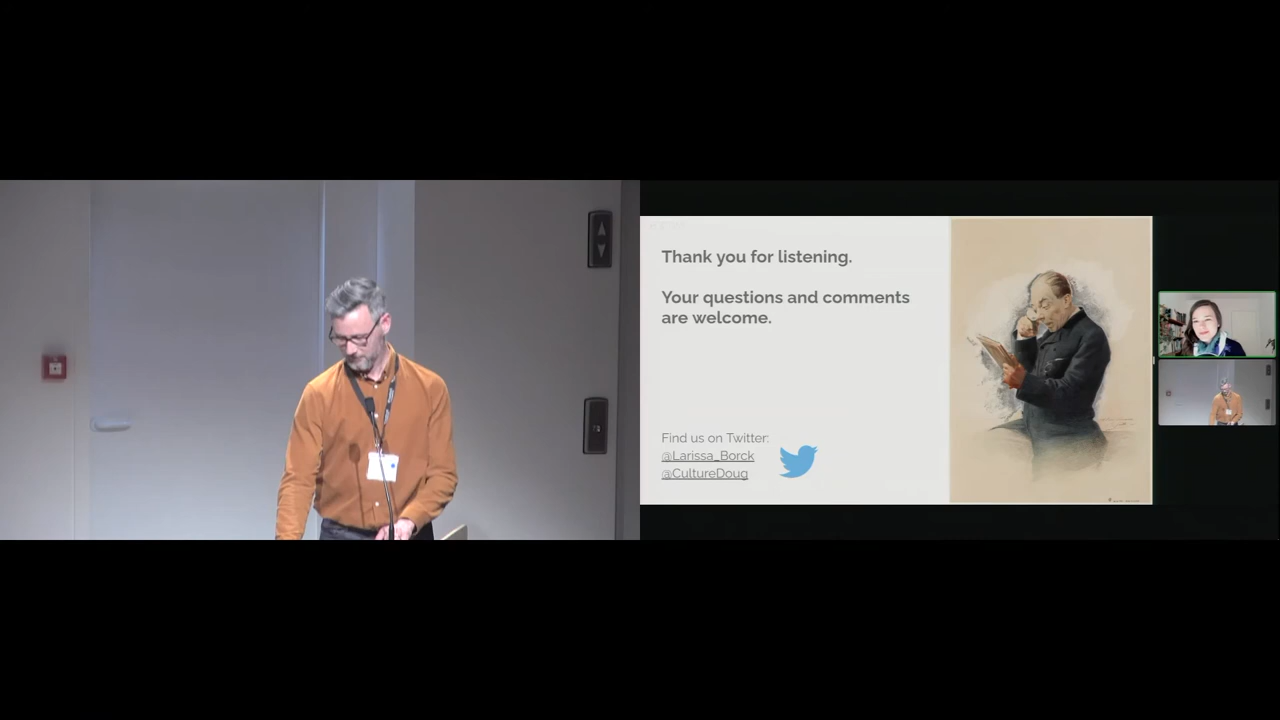 Thank you for listening.
Your questions and comments
are welcome.
Find us on Twitter:
@Larissa_Borck
@CultureDoug